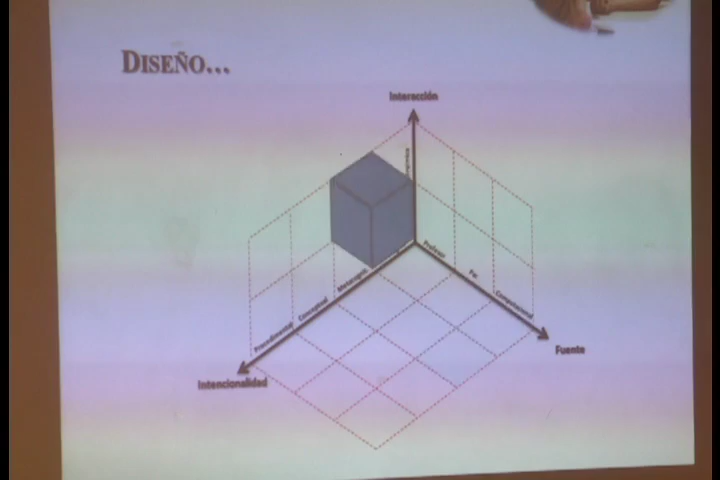 DISEÑO...
Interacción
Profesor
Par
Computacional
Conceptual
Procedimental
Fuente
Intencionalidad